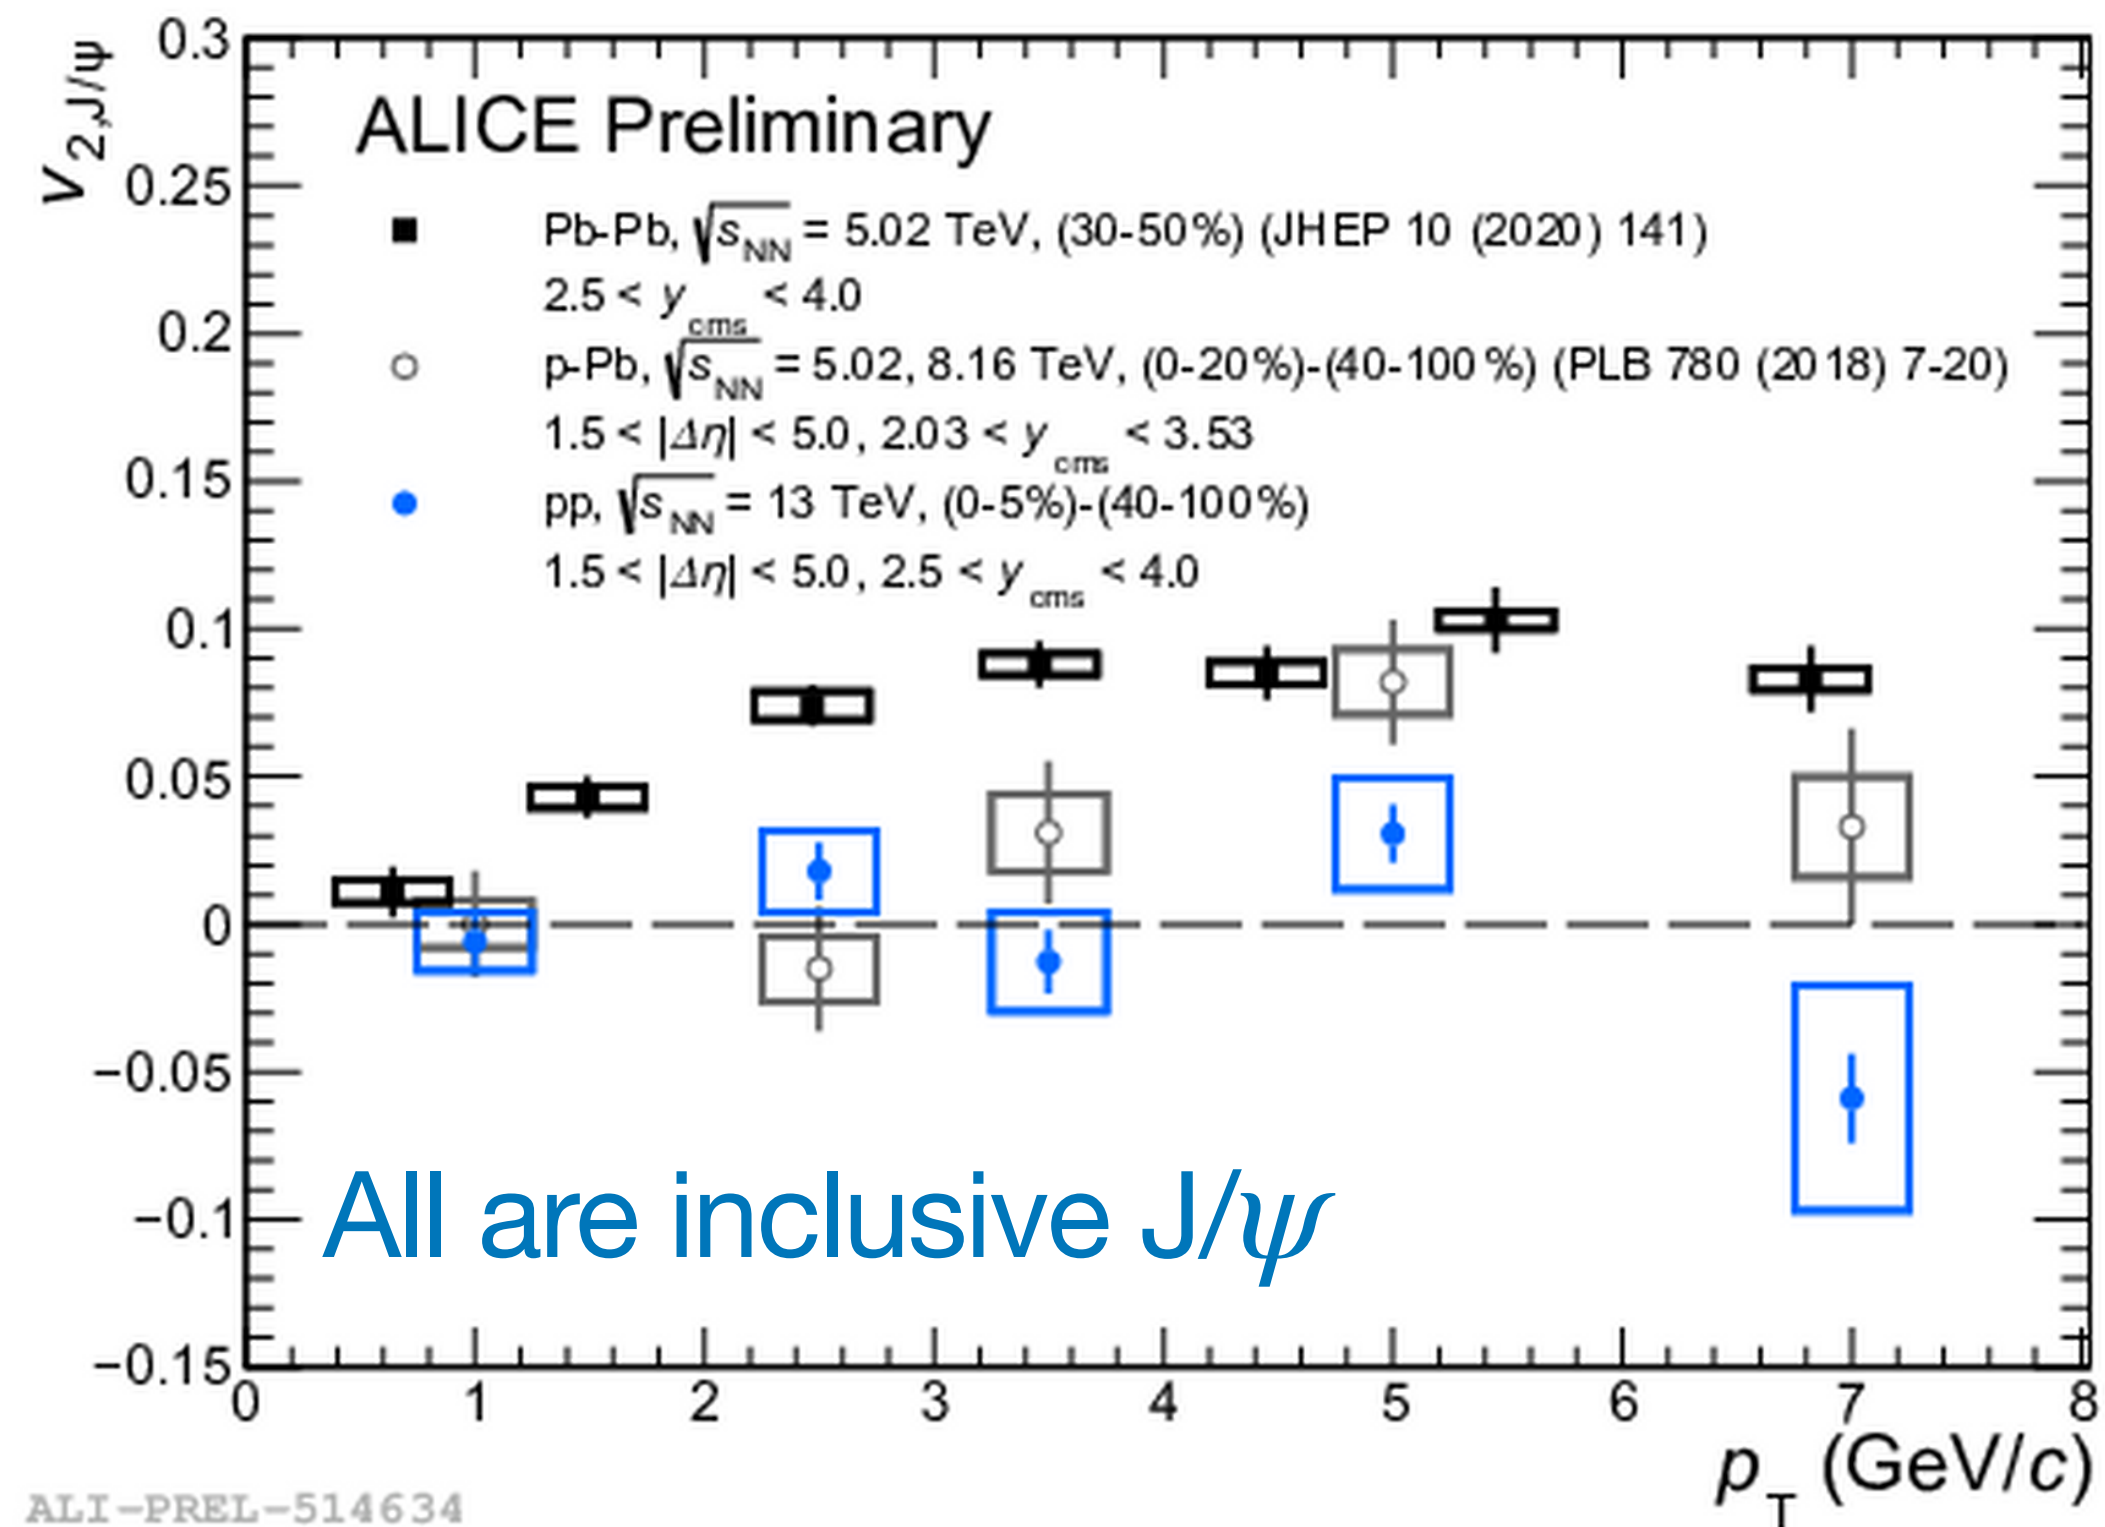 0.3
v2,J/ψ
ALICE Preliminary
0.25
Pb-Pb, √sNN = 5.02 TeV, (30-50%) (JHEP 10 (2020) 141)
2.5 < ycms < 4.0
0.2
p-Pb, √sNN = 5.02, 8.16 TeV, (0-20%)-(40-100%) (PLB 780 (2018) 7-20)
1.5 < |Δη| < 5.0, 2.03 < ycms < 3.53
0.15
pp, √sNN = 13 TeV, (0-5%)-(40-100%)
1.5 < |Δη| < 5.0, 2.5 < ycms < 4.0
0.1
0.05
0
−0.05
−0.1
All are inclusive J/ψ
−0.15
0 1 2 3 4 5 6 7 8
pT (GeV/c)
ALI−PREL−514634